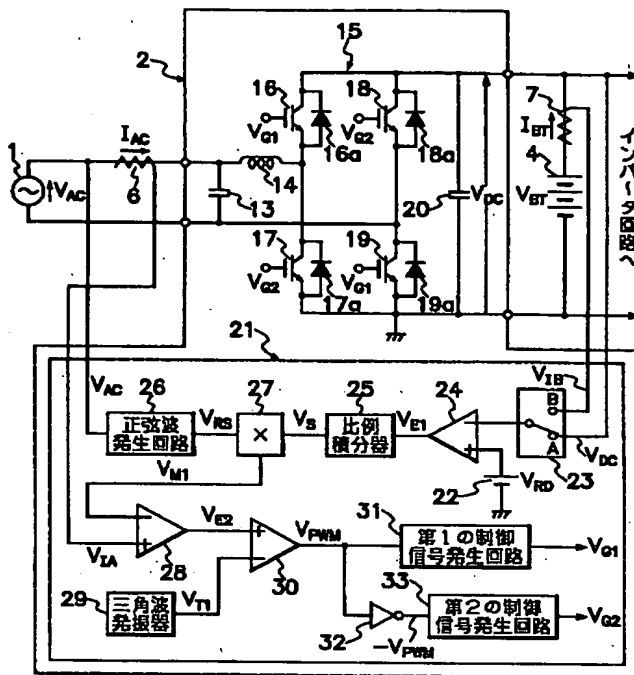 15
2
16
18
7
V_G1
V_G2
I_BT
I_AC
16a
18a
4
1
6
14
V_AC
13
20
V_DC
V_BT
インバータ回路へ
17
19
V_G2
V_G1
17a
19a
21
V_IB
V_AC
26
27
25
24
B
正弦波
発生回路
V_RS
×
V_S
比例
積分器
V_E1
A
V_DC
V_M1
22
V_RD
23
31
V_E2
V_PWM
第1の制御
信号発生回路
V_G1
V_IA
28
30
33
29
三角波
発振器
V_T1
第2の制御
信号発生回路
V_G2
32
-V_PWM